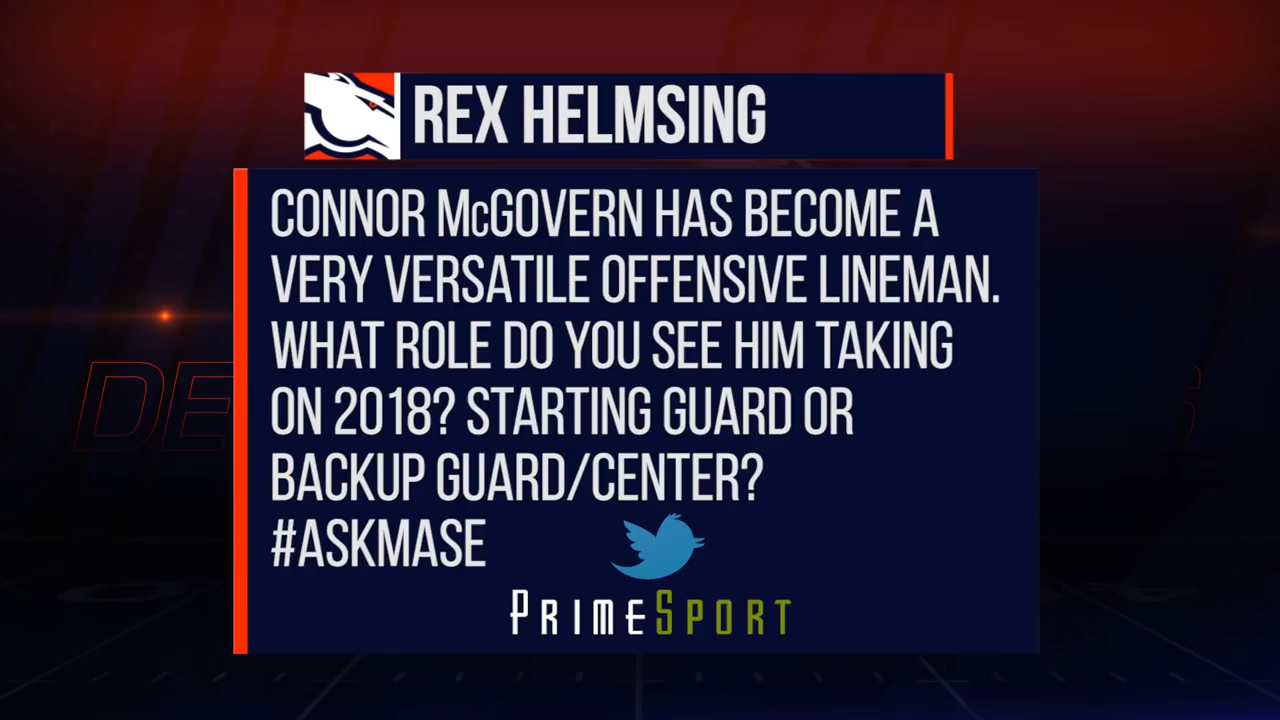 REX HELMSING
CONNOR McGOVERN HAS BECOME A
VERY VERSATILE OFFENSIVE LINEMAN.
WHAT ROLE DO YOU SEE HIM TAKING
ON 2018? STARTING GUARD OR
BACKUP GUARD/CENTER?
#ASKMASE
PRIMESPORT
DE